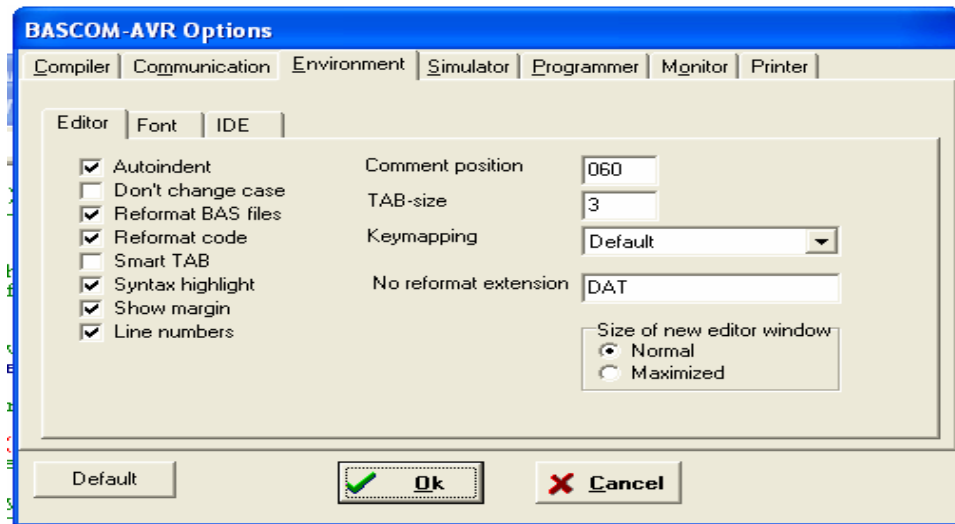 BASCOM-AVR Options
Compiler Communication Environment Simulator Programmer Monitor Printer
Editor Font IDE
Autoindent
Don't change case
Reformat BAS files
Reformat code
Smart TAB
Syntax highlight
Show margin
Line numbers
Comment position 060
TAB-size 3
Keymapping Default
No reformat extension DAT
Size of new editor window
Normal
Maximized
Default Ok Cancel